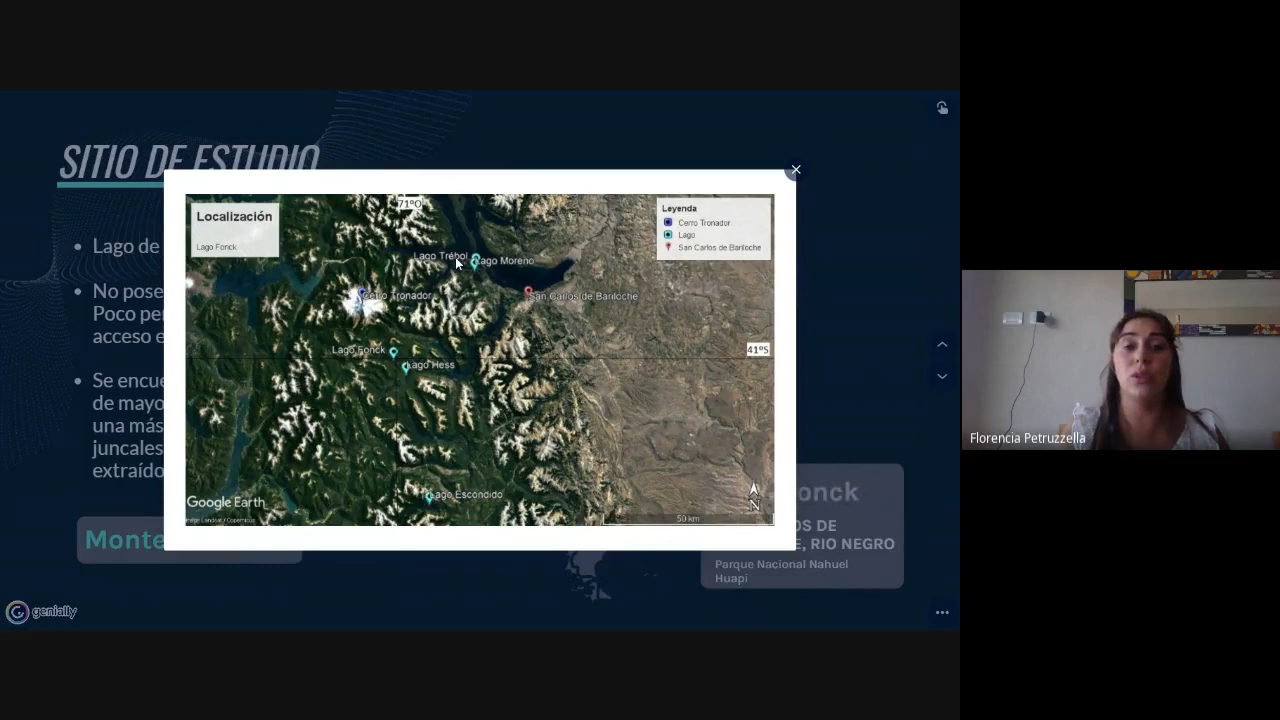 SITIO DE ESTUDIO
Lago de
No pose
Poco per
acceso e
Se encue
de mayo
una más
juncales
extraído
Monte
71°O
Localización
Lago Fonck
Leyenda
Cerro Tronador
Lago
San Carlos de Bariloche
Lago Trébol
Lago Moreno
Cerro Tronador
San Carlos de Bariloche
Lago Fonck
41°S
Lago Hess
Lago Escondido
Google Earth
Image Landsat / Copernicus
N
50 km
onck
OS DE
E, RIO NEGRO
Parque Nacional Nahuel
Huapi
genially
Florencia Petruzzella